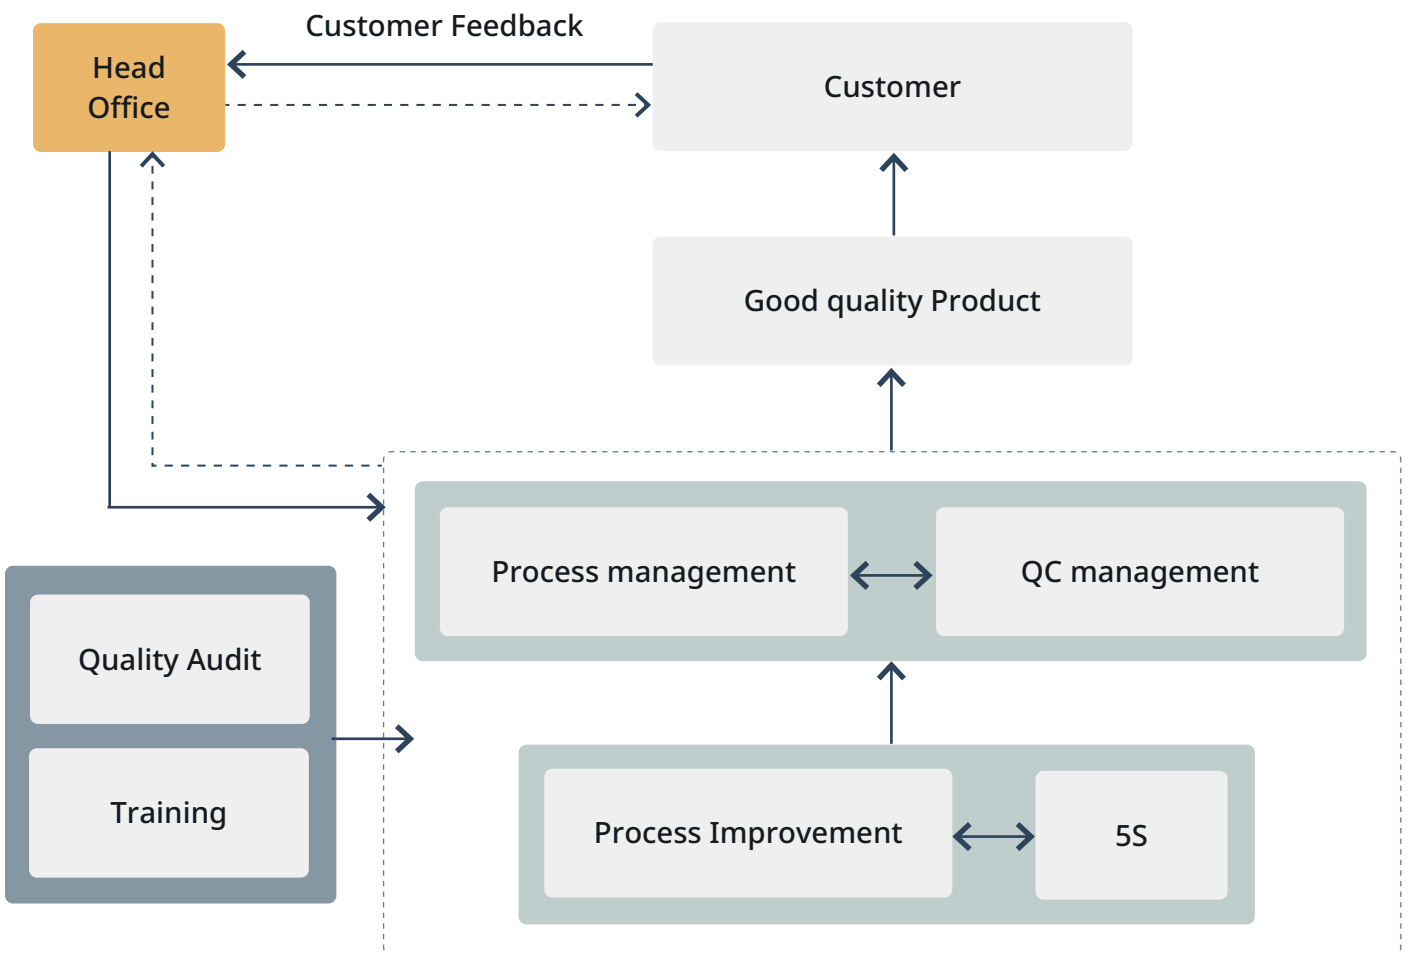 Customer Feedback
Head
Office
Customer
Good quality Product
Process management
QC management
Quality Audit
Training
Process Improvement
5S